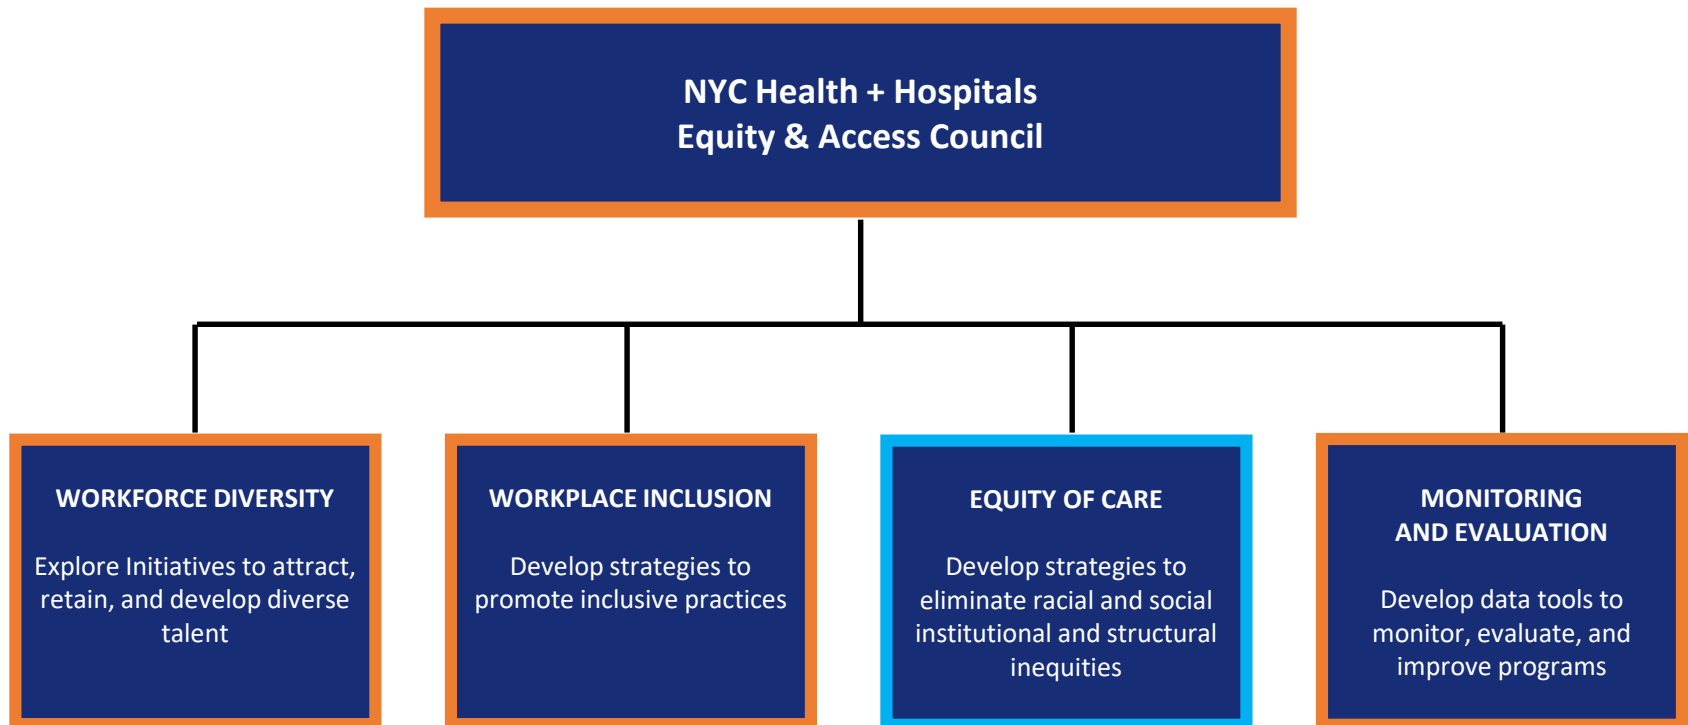 NYC Health + Hospitals
Equity & Access Council
WORKFORCE DIVERSITY
Explore Initiatives to attract,
retain, and develop diverse
talent
WORKPLACE INCLUSION
Develop strategies to
promote inclusive practices
EQUITY OF CARE
Develop strategies to
eliminate racial and social
institutional and structural
inequities
MONITORING
AND EVALUATION
Develop data tools to
monitor, evaluate, and
improve programs